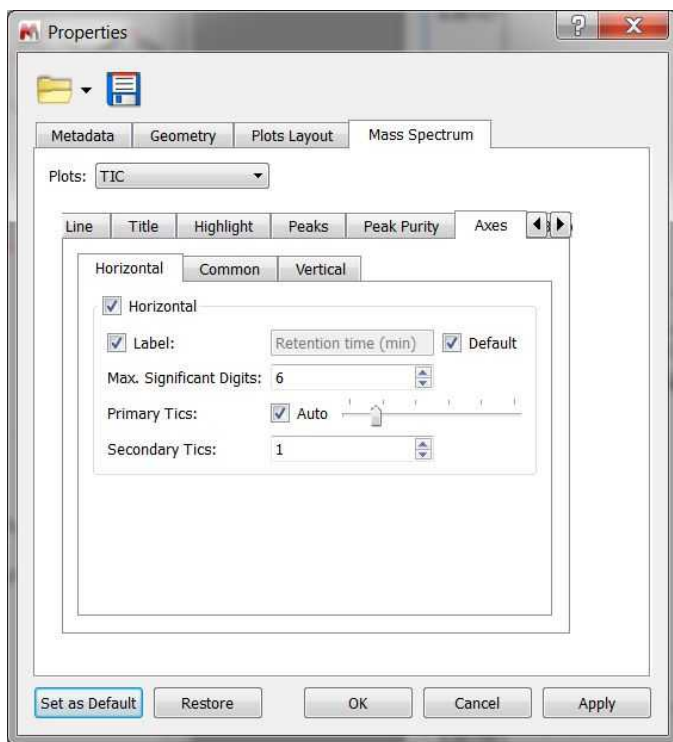 Properties
Metadata Geometry Plots Layout Mass Spectrum
Plots: TIC
Line Title Highlight Peaks Peak Purity Axes
Horizontal Common Vertical
Horizontal
Label: Retention time (min) Default
Max. Significant Digits: 6
Primary Tics: Auto
Secondary Tics: 1
Set as Default Restore OK Cancel Apply